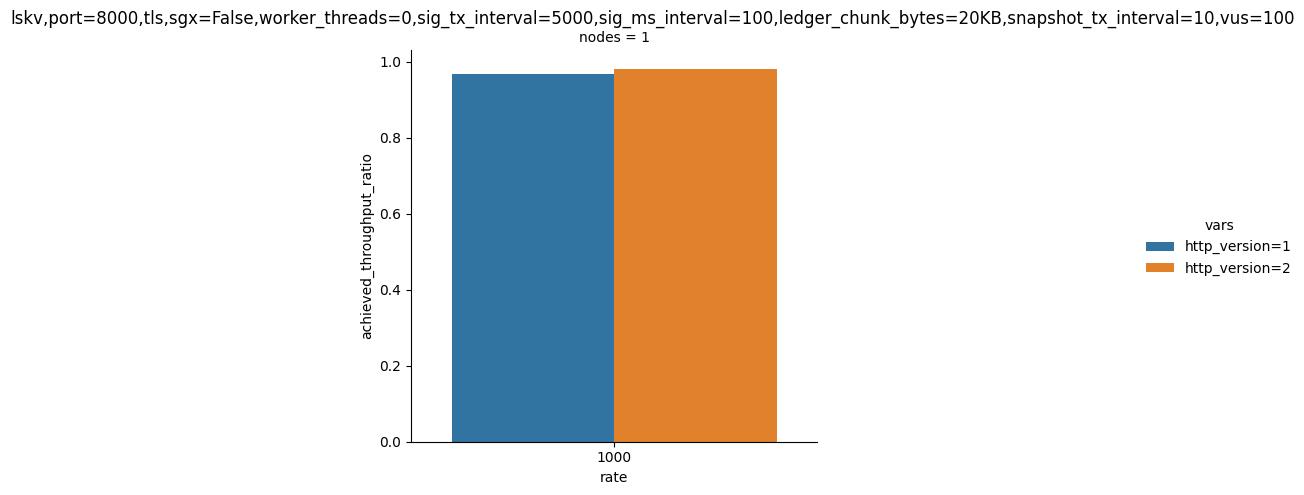 lskv,port=8000,tls,sgx=False,worker_threads=0,sig_tx_interval=5000,sig_ms_interval=100,ledger_chunk_bytes=20KB,snapshot_tx_interval=10,vus=100
nodes = 1
achieved_throughput_ratio
1.0
0.8
0.6
0.4
0.2
0.0
1000
rate
vars
http_version=1
http_version=2